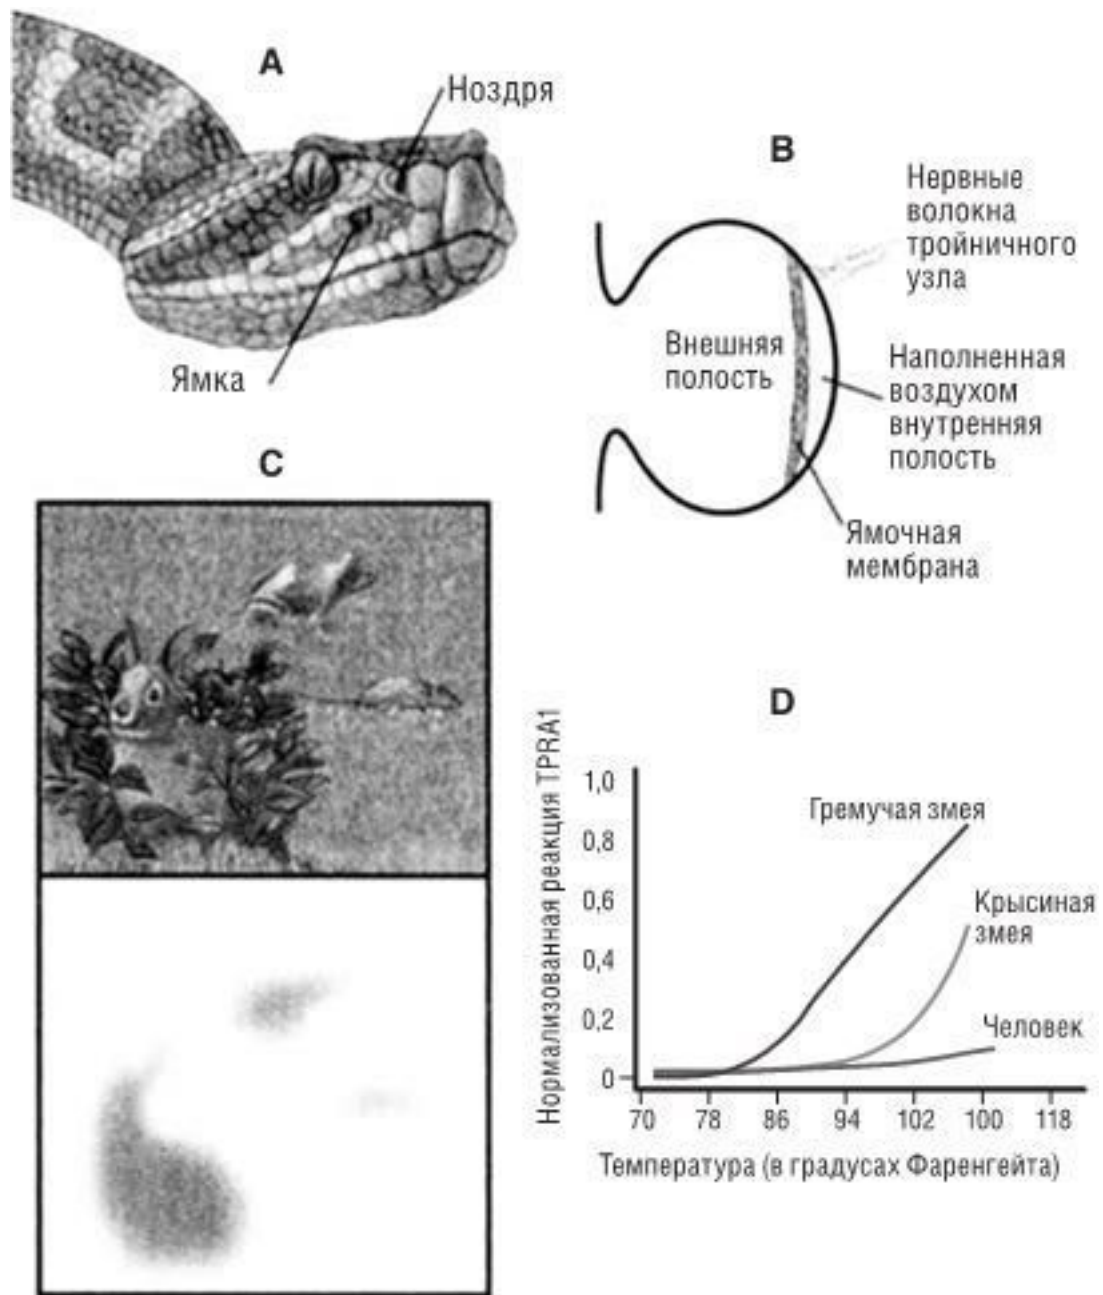 A
Ноздря
Ямка
B
Нервные
волокна
тройничного
узла
Внешняя
полость
Наполненная
воздухом
внутренняя
полость
Ямочная
мембрана
C
D
Нормализованная реакция TPRA1
1,0
0,8
0,6
0,4
0,2
0
Гремучая змея
Крысиная
змея
Человек
70 78 86 94 102 100 118
Температура (в градусах Фаренгейта)